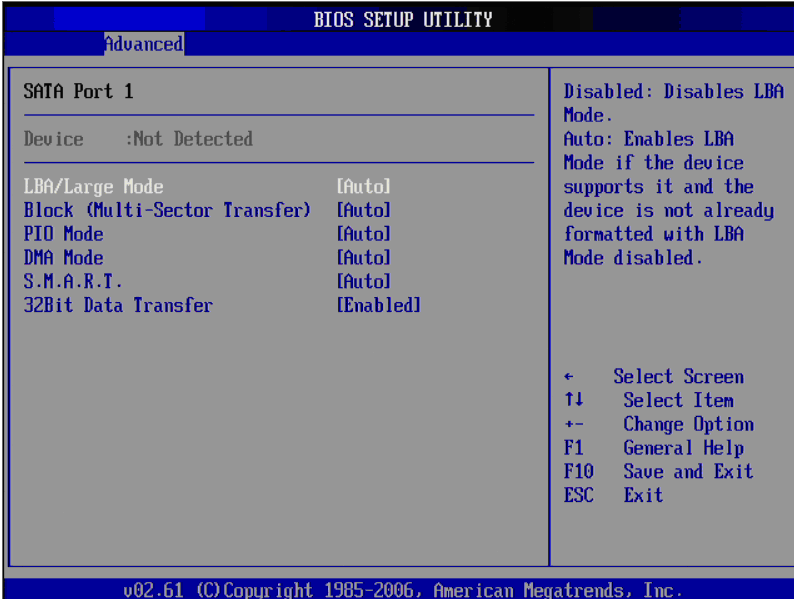 BIOS SETUP UTILITY
Advanced
SATA Port 1
Device :Not Detected
LBA/Large Mode [Auto]
Block (Multi-Sector Transfer) [Auto]
PIO Mode [Auto]
DMA Mode [Auto]
S.M.A.R.T. [Auto]
32Bit Data Transfer [Enabled]
Disabled: Disables LBA
Mode.
Auto: Enables LBA
Mode if the device
supports it and the
device is not already
formatted with LBA
Mode disabled.
← Select Screen
↑↓ Select Item
+- Change Option
F1 General Help
F10 Save and Exit
ESC Exit
v02.61 (C)Copyright 1985-2006, American Megatrends, Inc.